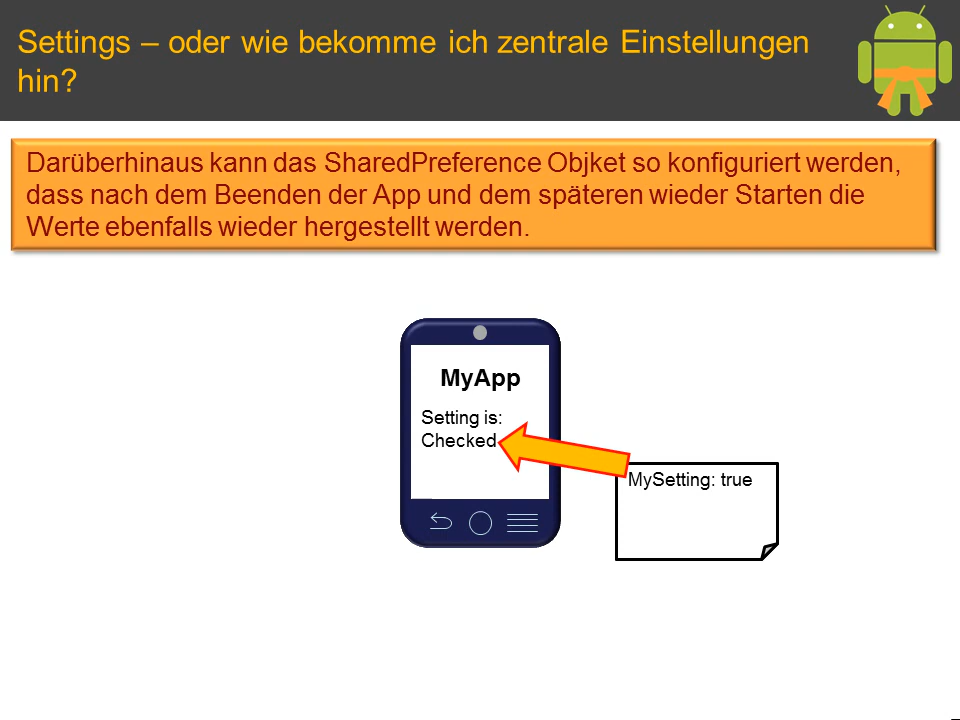 Settings – oder wie bekomme ich zentrale Einstellungen
hin?
Darüberhinaus kann das SharedPreference Objket so konfiguriert werden,
dass nach dem Beenden der App und dem späteren wieder Starten die
Werte ebenfalls wieder hergestellt werden.
MyApp
Setting is:
Checked
MySetting: true